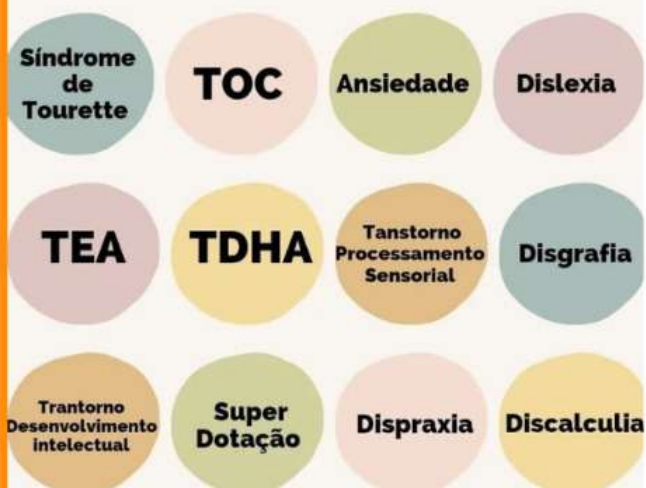 Síndrome
de
Tourette
TOC
Ansiedade
Dislexia
TEA
TDHA
Tanstorno
Processamento
Sensorial
Disgrafia
Trantorno
Desenvolvimento
intelectual
Super
Dotação
Dispraxia
Discalculia